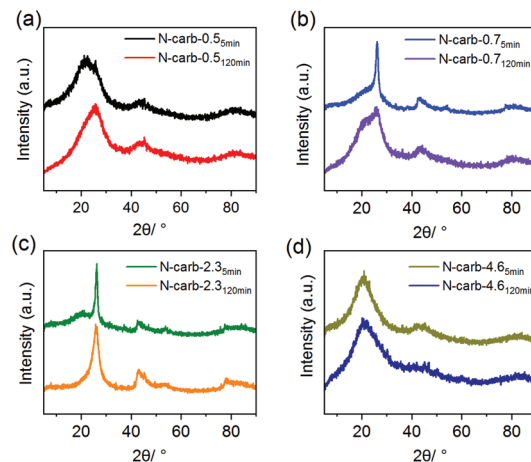 (a)
N-carb-0.55min
N-carb-0.5120min
Intensity (a.u.)
20 40 60 80
2θ/ °
(b)
N-carb-0.75min
N-carb-0.7120min
Intensity (a.u.)
20 40 60 80
2θ/ °
(c)
N-carb-2.35min
N-carb-2.3120min
Intensity (a.u.)
20 40 60 80
2θ/ °
(d)
N-carb-4.65min
N-carb-4.6120min
Intensity (a.u.)
20 40 60 80
2θ/ °